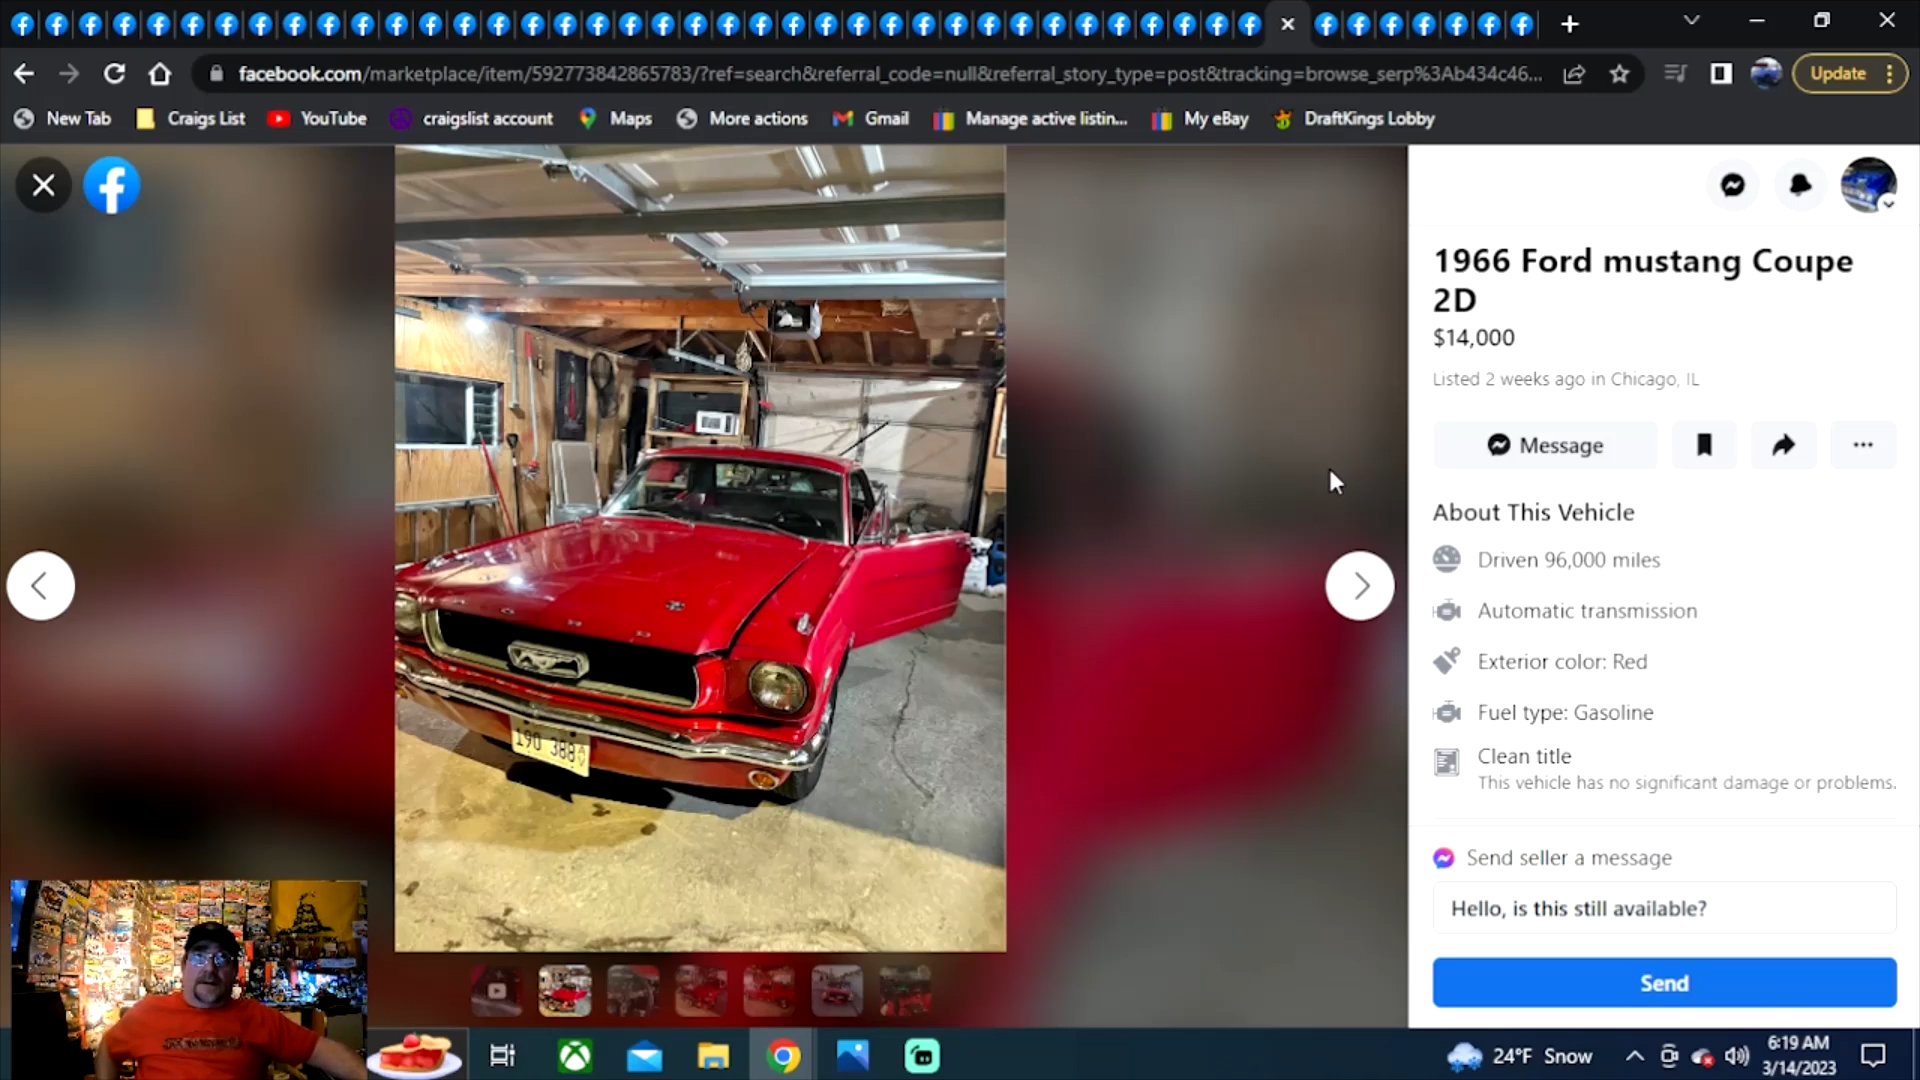 facebook.com/marketplace/item/592773842865783/?ref=search&referral_code=null&referral_story_type=post&tracking=browse_serp%3Ab434c46...
Update
New Tab
Craigs List
YouTube
craigslist account
Maps
More actions
Gmail
Manage active listin...
My eBay
DraftKings Lobby
1966 Ford mustang Coupe
2D
$14,000
Listed 2 weeks ago in Chicago, IL
Message
About This Vehicle
Driven 96,000 miles
Automatic transmission
Exterior color: Red
Fuel type: Gasoline
Clean title
This vehicle has no significant damage or problems.
Send seller a message
Hello, is this still available?
Send
190 388
24°F Snow
6:19 AM
3/14/2023